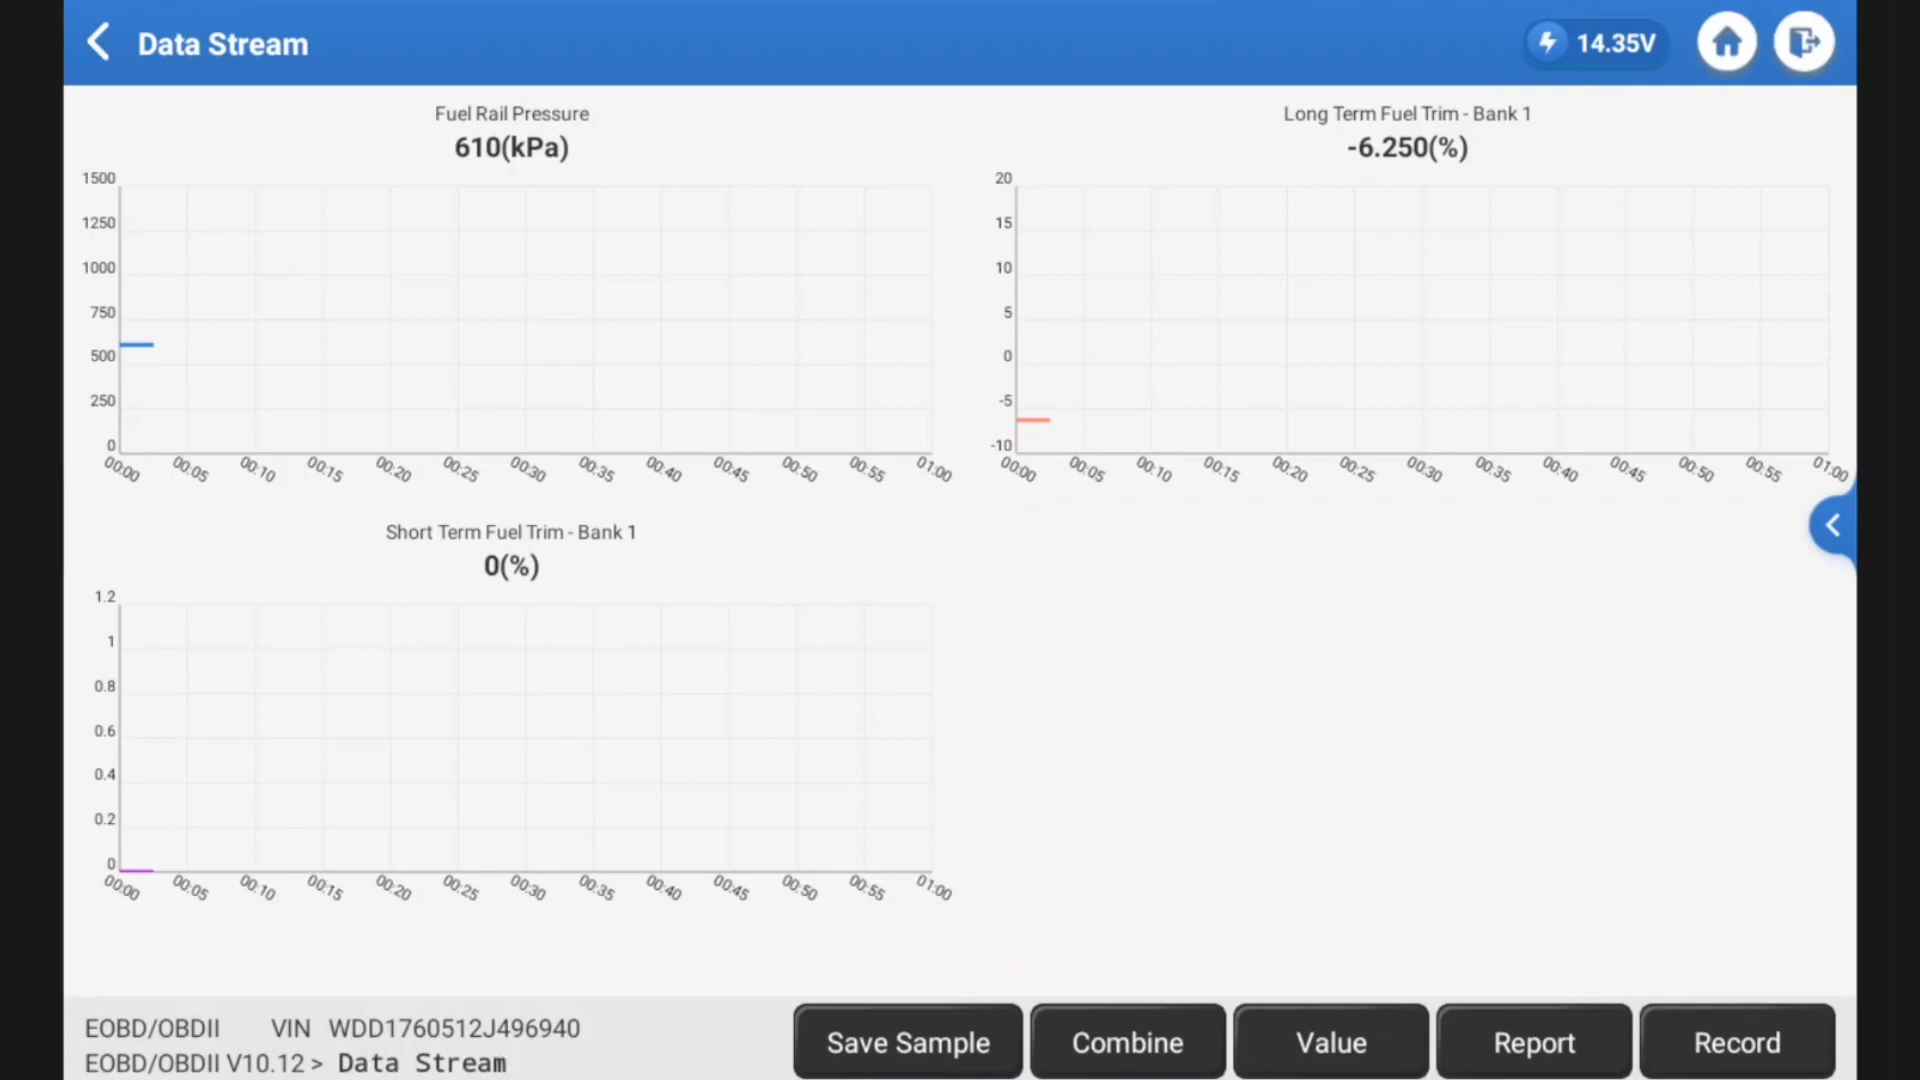 Data Stream
14.35V
Fuel Rail Pressure
610(kPa)
1500
1250
1000
750
500
250
0
00:00 00:05 00:10 00:15 00:20 00:25 00:30 00:35 00:40 00:45 00:50 00:55 01:00
Long Term Fuel Trim - Bank 1
-6.250(%)
20
15
10
5
0
-5
-10
00:00 00:05 00:10 00:15 00:20 00:25 00:30 00:35 00:40 00:45 00:50 00:55 01:00
Short Term Fuel Trim - Bank 1
0(%)
1.2
1
0.8
0.6
0.4
0.2
0
00:00 00:05 00:10 00:15 00:20 00:25 00:30 00:35 00:40 00:45 00:50 00:55 01:00
EOBD/OBDII VIN WDD1760512J496940
EOBD/OBDII V10.12 > Data Stream
Save Sample
Combine
Value
Report
Record